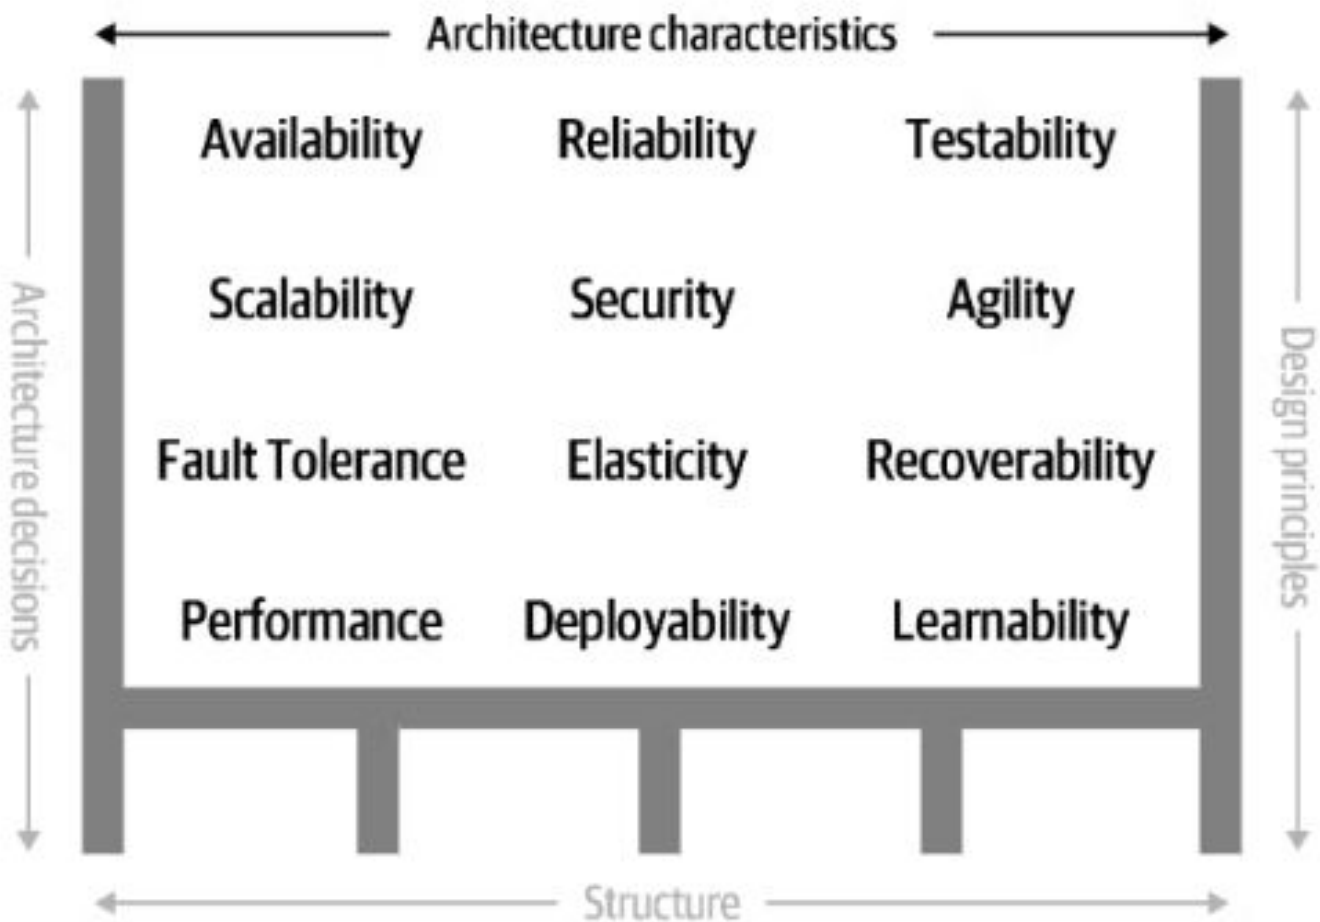 Architecture characteristics
Availability Reliability Testability
Scalability Security Agility
Fault Tolerance Elasticity Recoverability
Performance Deployability Learnability
Architecture decisions
Design principles
Structure